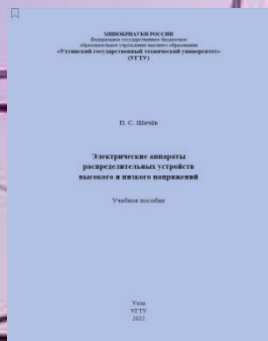 МИНОБРНАУКИ РОССИИ
Федеральное государственное бюджетное
образовательное учреждение высшего образования
«Ухтинский государственный технический университет»
(УГТУ)
П. С. Шичёв
Электрические аппараты
распределительных устройств
высокого и низкого напряжений
Учебное пособие
Ухта
УГТУ
2022